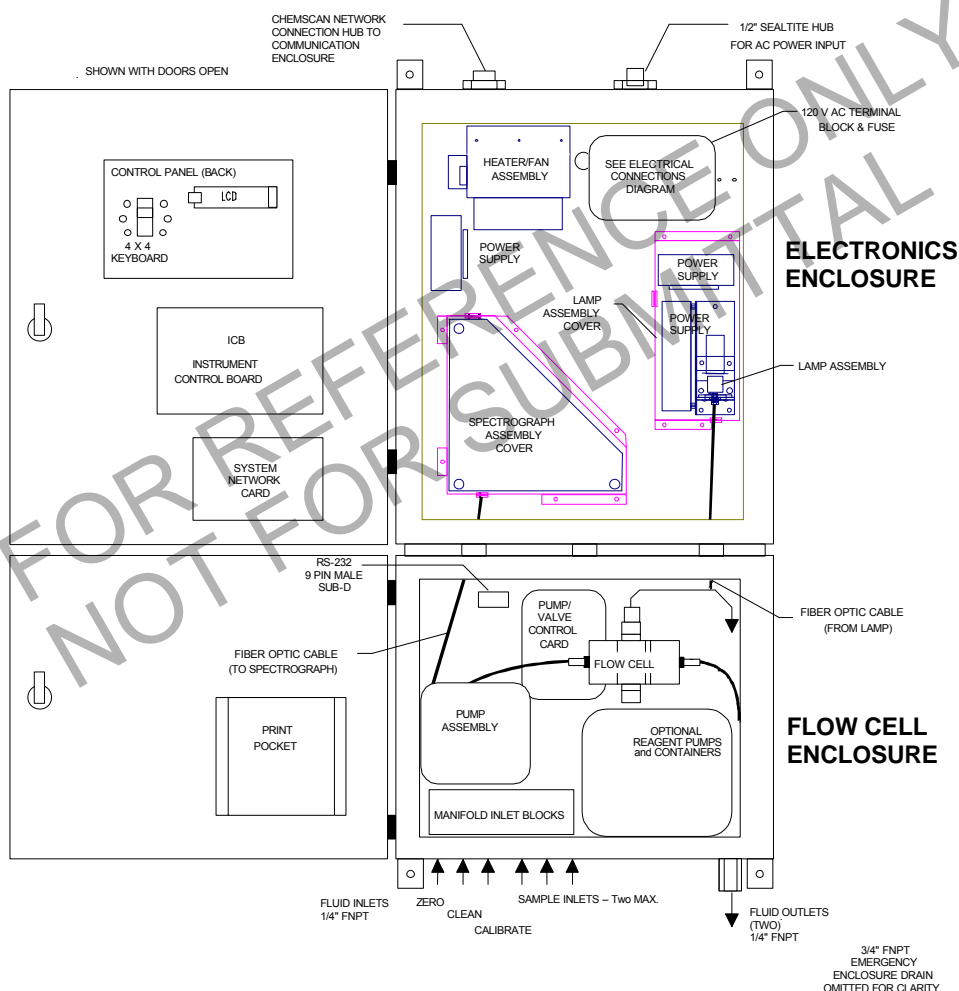 CHEMSCAN NETWORK
CONNECTION HUB TO
COMMUNICATION
ENCLOSURE
1/2" SEALTITE HUB
FOR AC POWER INPUT
. SHOWN WITH DOORS OPEN
120 V AC TERMINAL
BLOCK & FUSE
CONTROL PANEL (BACK)
LCD
4 X 4
KEYBOARD
HEATER/FAN
ASSEMBLY
SEE ELECTRICAL
CONNECTIONS
DIAGRAM
POWER
SUPPLY
POWER
SUPPLY
POWER
SUPPLY
ELECTRONICS
ENCLOSURE
LAMP
ASSEMBLY
COVER
ICB
INSTRUMENT
CONTROL BOARD
LAMP ASSEMBLY
SPECTROGRAPH
ASSEMBLY
COVER
SYSTEM
NETWORK
CARD
FOR REFERENCE ONLY
NOT FOR SUBMITTAL
RS-232
9 PIN MALE
SUB-D
PUMP/
VALVE
CONTROL
CARD
FIBER OPTIC CABLE
(FROM LAMP)
FIBER OPTIC CABLE
(TO SPECTROGRAPH)
FLOW CELL
PUMP
ASSEMBLY
PRINT
POCKET
OPTIONAL
REAGENT PUMPS
and CONTAINERS
FLOW CELL
ENCLOSURE
MANIFOLD INLET BLOCKS
FLUID INLETS
1/4" FNPT
ZERO
CLEAN
CALIBRATE
SAMPLE INLETS – Two MAX.
FLUID OUTLETS
(TWO)
1/4" FNPT
3/4" FNPT
EMERGENCY
ENCLOSURE DRAIN
OMITTED FOR CLARITY